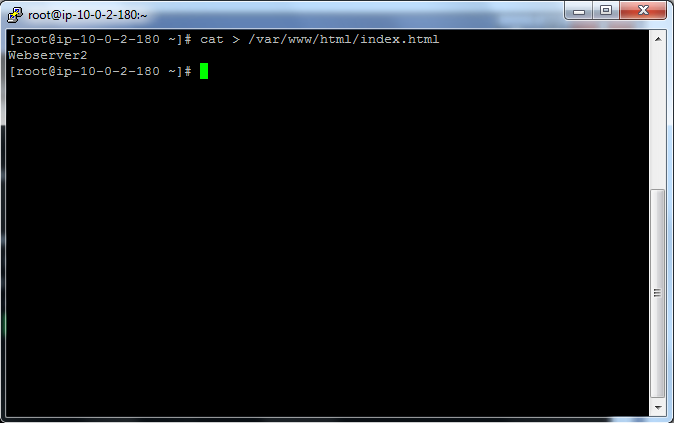 root@ip-10-0-2-180:~
[root@ip-10-0-2-180 ~]# cat > /var/www/html/index.html
Webserver2
[root@ip-10-0-2-180 ~]#